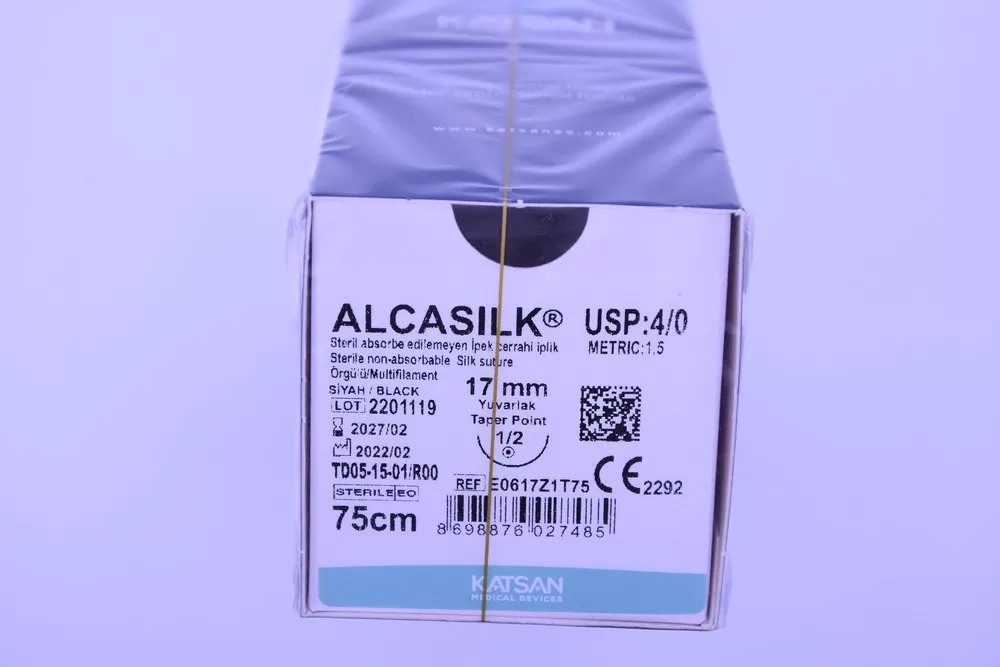 KATSAN
www.katsanas.com
ALCASILK®
USP:4/0
Steril absorbe edilemeyen İpek cerrahi iplik
METRIC:1.5
Sterile non-absorbable Silk suture
Örgülü/Multifilament
SİYAH / BLACK
17 mm
Yuvarlak
Taper Point
1/2
LOT 2201119
2027/02
2022/02
TD05-15-01/R00
STERILE EO
REF E0617Z1T75
CE 2292
75cm
8 698876 027485
KATSAN
MEDICAL DEVICES